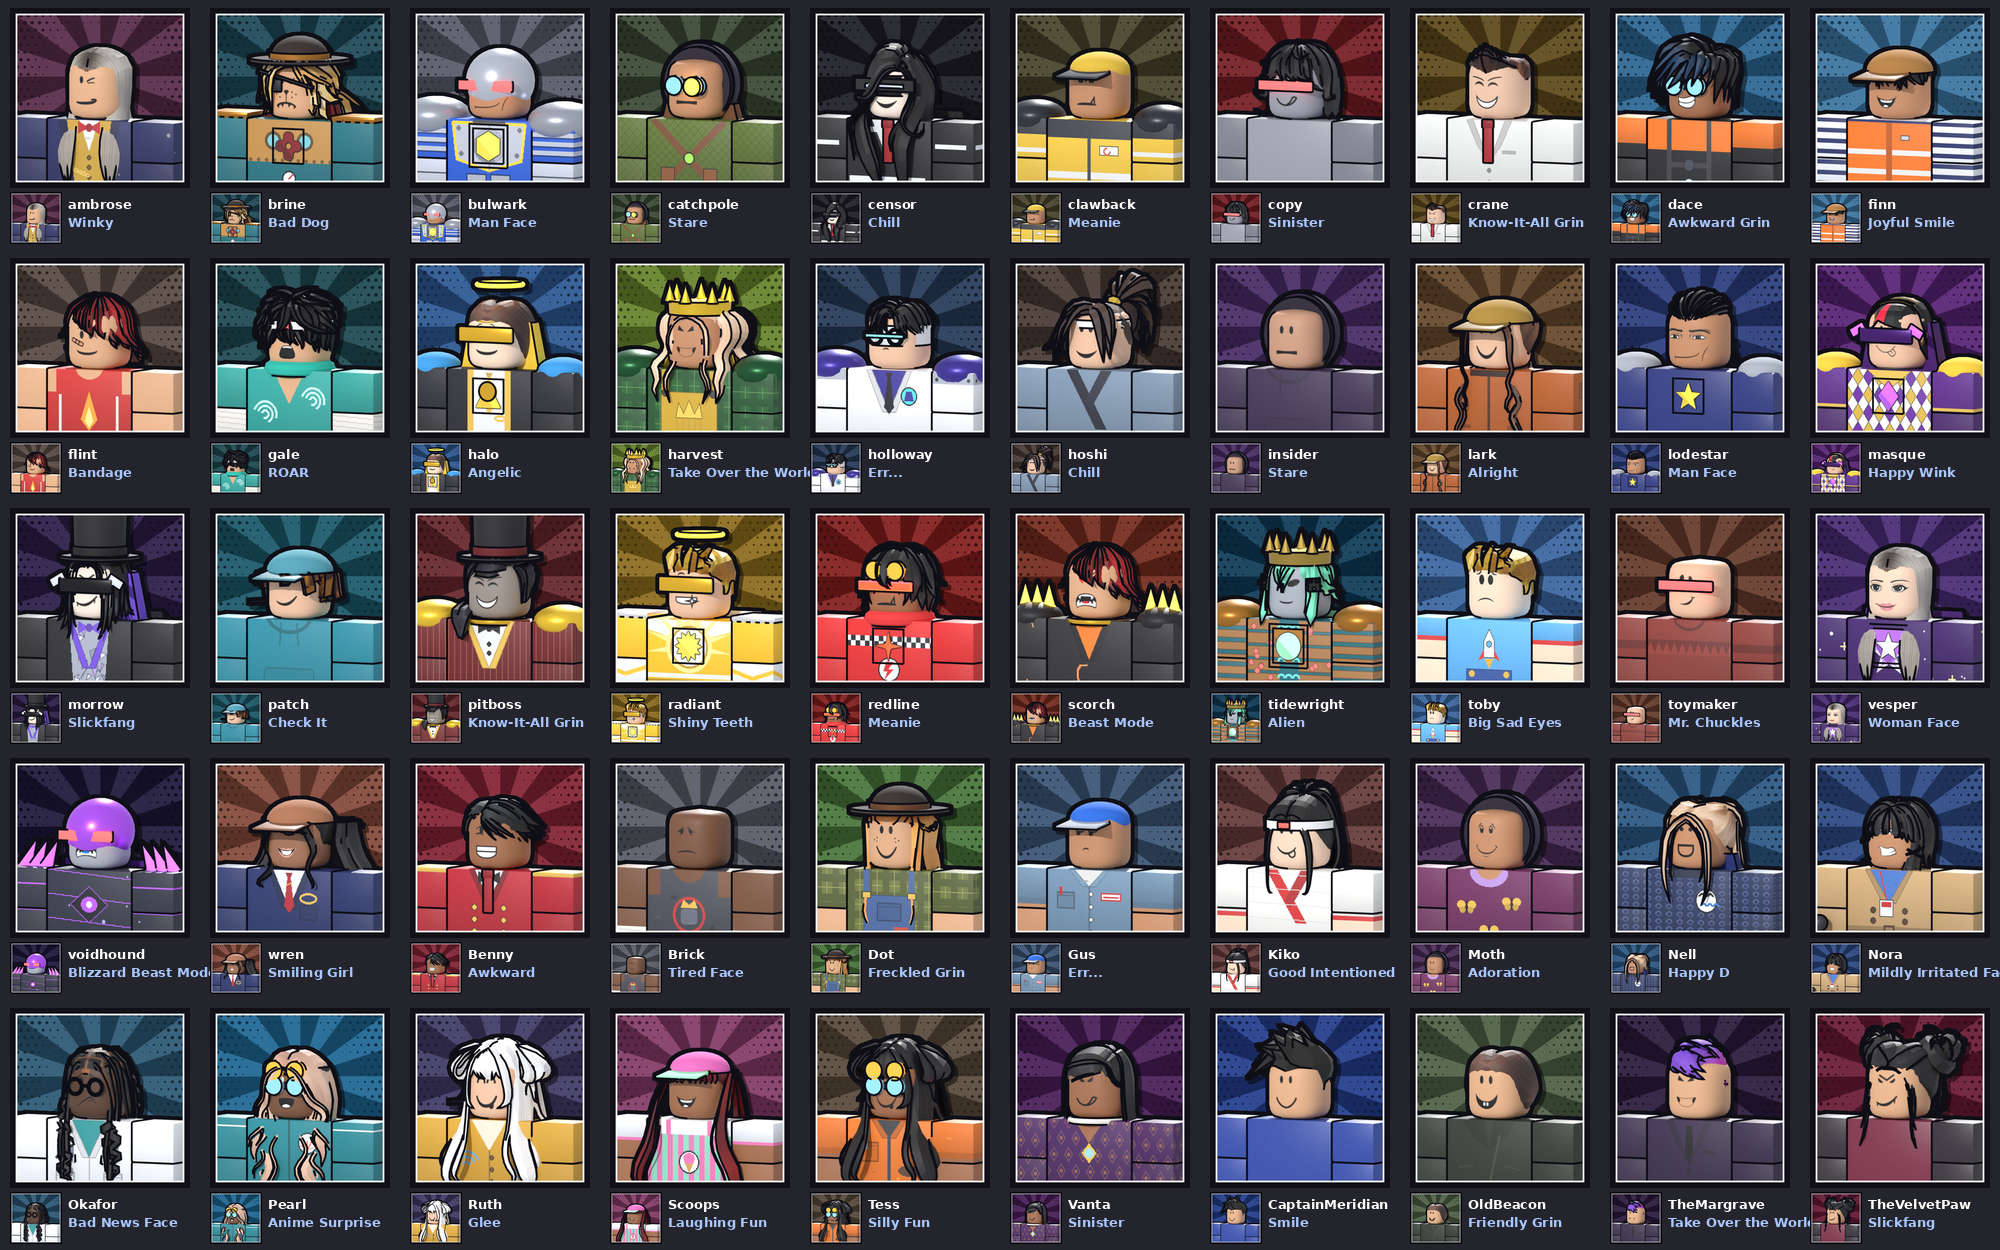 ambrose
Winky
brine
Bad Dog
bulwark
Man Face
catchpole
Stare
censor
Chill
clawback
Meanie
copy
Sinister
crane
Know-It-All Grin
dace
Awkward Grin
finn
Joyful Smile
flint
Bandage
gale
ROAR
halo
Angelic
harvest
Take Over the World
holloway
Err...
hoshi
Chill
insider
Stare
lark
Alright
lodestar
Man Face
masque
Happy Wink
morrow
Slickfang
patch
Check It
pitboss
Know-It-All Grin
radiant
Shiny Teeth
redline
Meanie
scorch
Beast Mode
tidewright
Alien
toby
Big Sad Eyes
toymaker
Mr. Chuckles
vesper
Woman Face
voidhound
Blizzard Beast Mode
wren
Smiling Girl
Benny
Awkward
Brick
Tired Face
Dot
Freckled Grin
Gus
Err...
Kiko
Good Intentioned
Moth
Adoration
Nell
Happy D
Nora
Mildly Irritated Fa
Okafor
Bad News Face
Pearl
Anime Surprise
Ruth
Glee
Scoops
Laughing Fun
Tess
Silly Fun
Vanta
Sinister
CaptainMeridian
Smile
OldBeacon
Friendly Grin
TheMargrave
Take Over the World
TheVelvetPaw
Slickfang